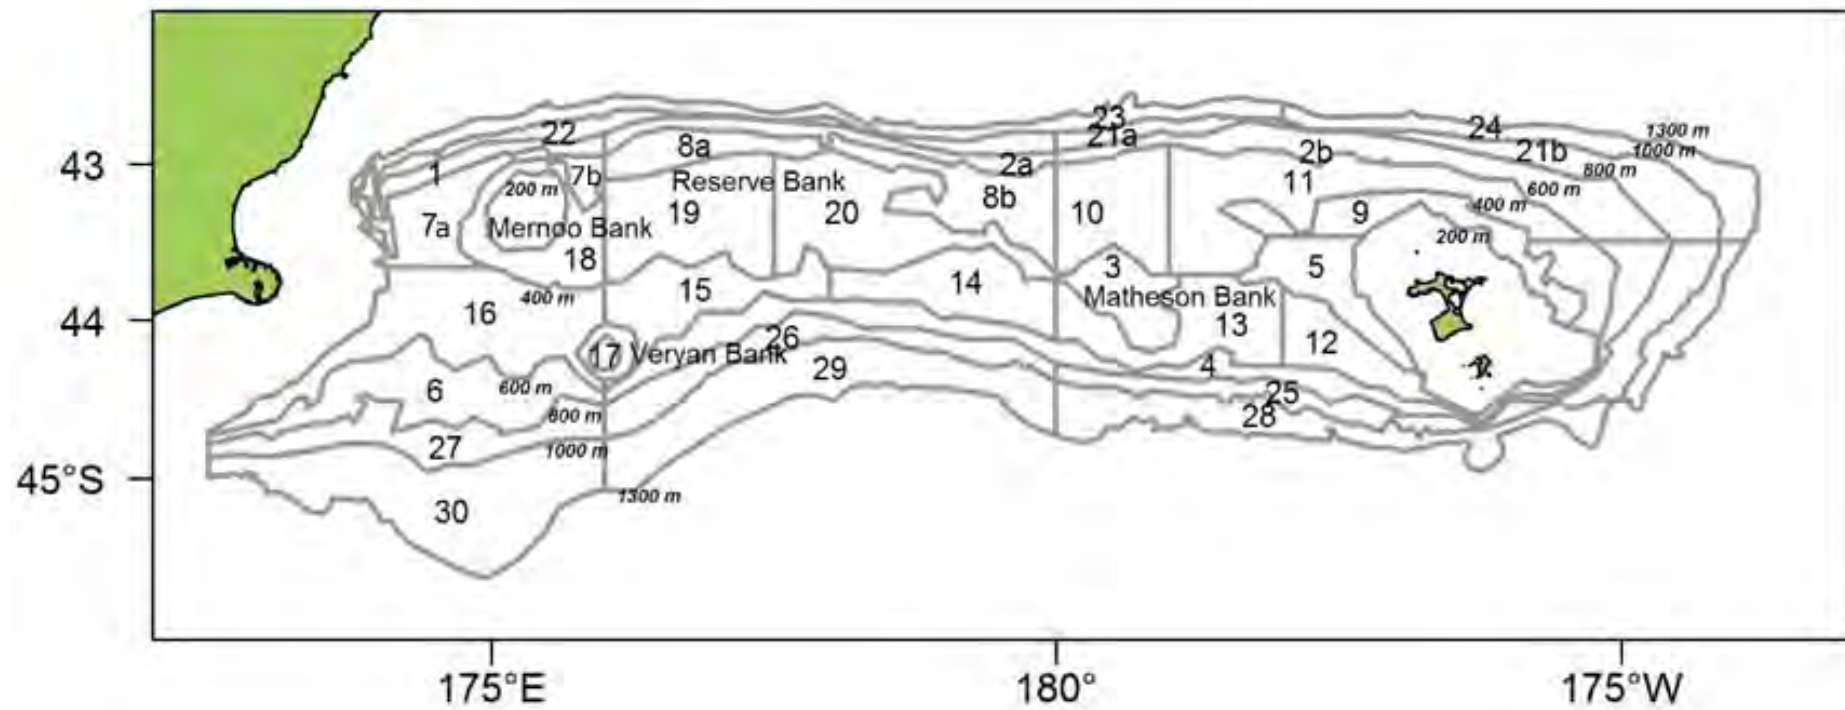 23
24
1300 m
22
21a
1000 m
8a
2a
2b
21b
43
1
7b
800 m
200 m
Reserve Bank
11
600 m
8b
400 m
7a
19
20
10
9
Mernoo Bank
200 m
18
3
5
400 m
15
14
Matheson Bank
44
16
13
26
12
17
Veryan Bank
29
4
6
600 m
25
800 m
28
27
1000 m
45°S
1300 m
30
175°E
180°
175°W